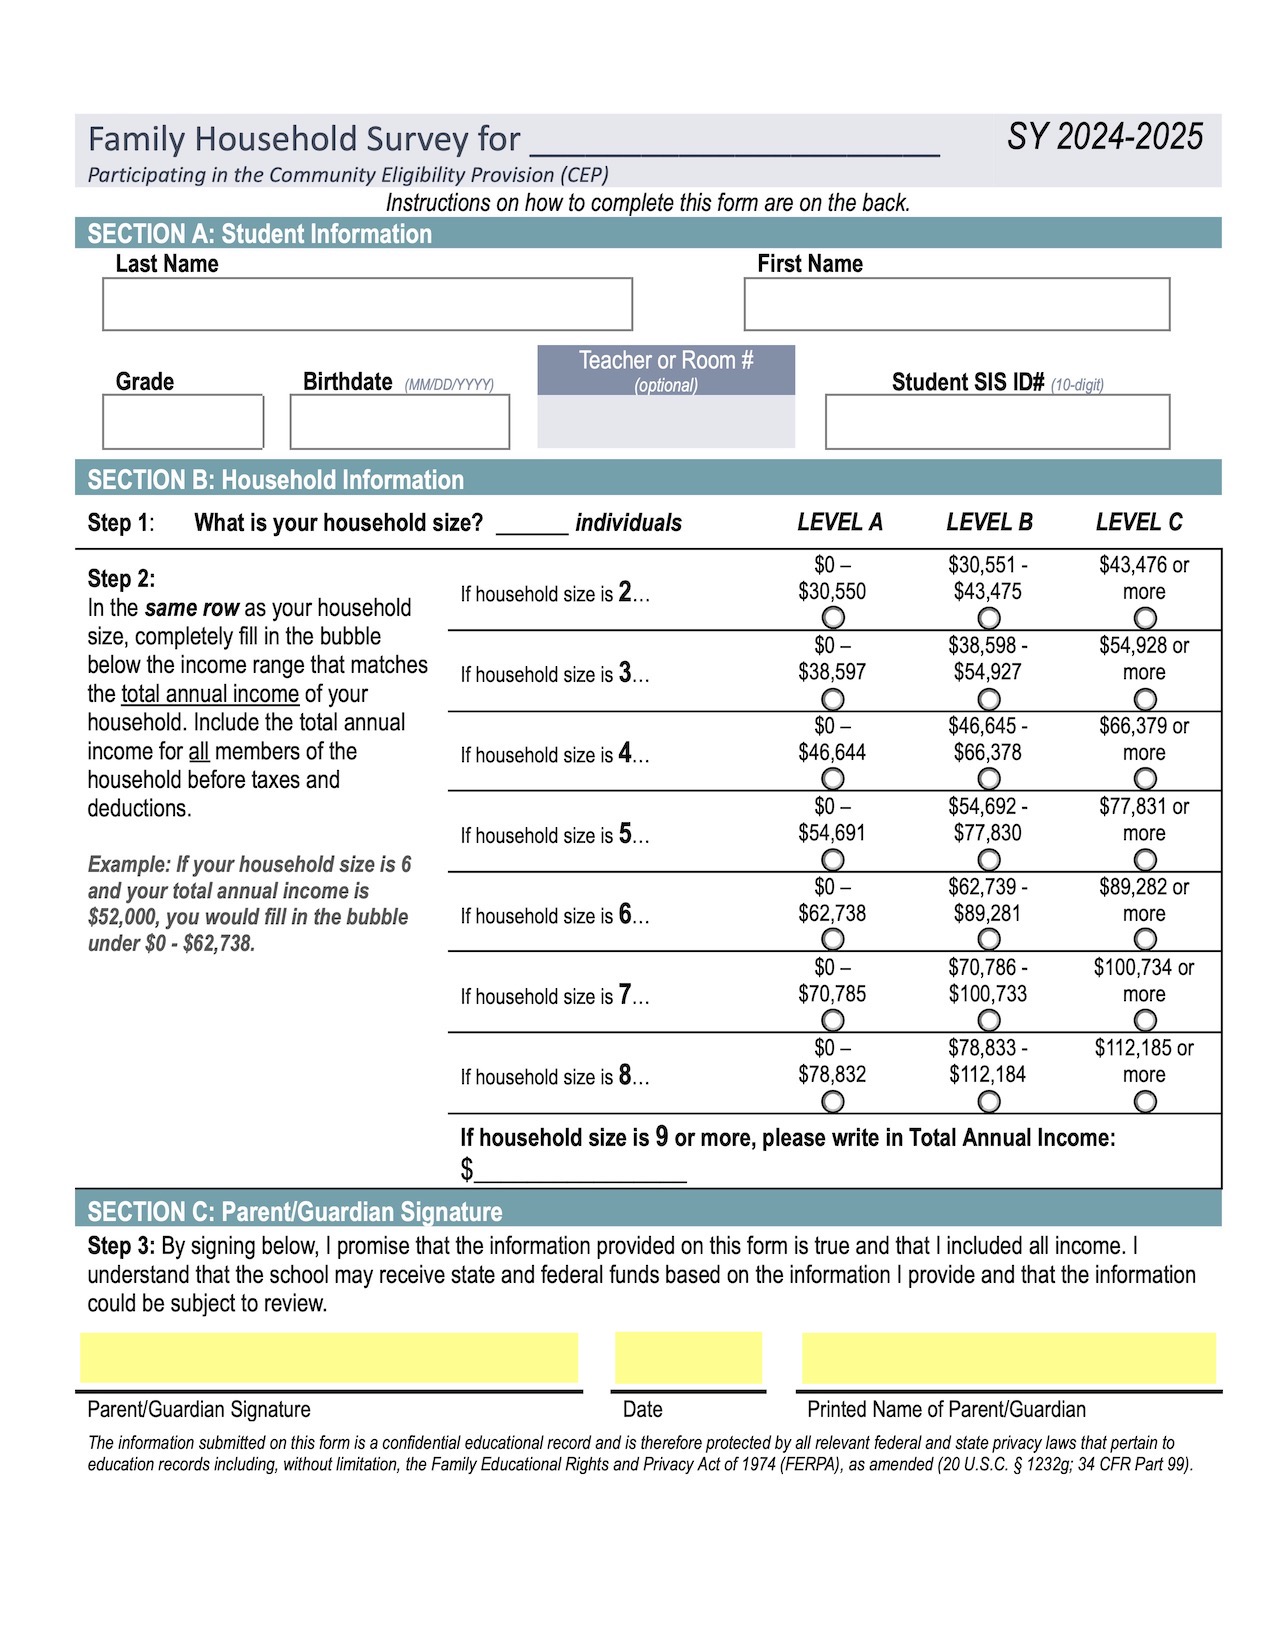 Family Household Survey for ______________________ SY 2024-2025
Participating in the Community Eligibility Provision (CEP)
Instructions on how to complete this form are on the back.
SECTION A: Student Information
Last Name First Name
Teacher or Room #
Grade Birthdate (MM/DD/YYYY) (optional) Student SIS ID# (10-digit)
SECTION B: Household Information
Step 1: What is your household size? ______ individuals LEVEL A LEVEL B LEVEL C
Step 2:
In the same row as your household
size, completely fill in the bubble
below the income range that matches
the total annual income of your
household. Include the total annual
income for all members of the
household before taxes and
deductions.
Example: If your household size is 6
and your total annual income is
$52,000, you would fill in the bubble
under $0 - $62,738.
$0 – $30,551 - $43,476 or
If household size is 2… $30,550 $43,475 more
$0 – $38,598 - $54,928 or
If household size is 3… $38,597 $54,927 more
$0 – $46,645 - $66,379 or
If household size is 4… $46,644 $66,378 more
$0 – $54,692 - $77,831 or
If household size is 5… $54,691 $77,830 more
$0 – $62,739 - $89,282 or
If household size is 6… $62,738 $89,281 more
$0 – $70,786 - $100,734 or
If household size is 7… $70,785 $100,733 more
$0 – $78,833 - $112,185 or
If household size is 8… $78,832 $112,184 more
If household size is 9 or more, please write in Total Annual Income:
$_________________
SECTION C: Parent/Guardian Signature
Step 3: By signing below, I promise that the information provided on this form is true and that I included all income. I
understand that the school may receive state and federal funds based on the information I provide and that the information
could be subject to review.
Parent/Guardian Signature Date Printed Name of Parent/Guardian
The information submitted on this form is a confidential educational record and is therefore protected by all relevant federal and state privacy laws that pertain to
education records including, without limitation, the Family Educational Rights and Privacy Act of 1974 (FERPA), as amended (20 U.S.C. § 1232g; 34 CFR Part 99).